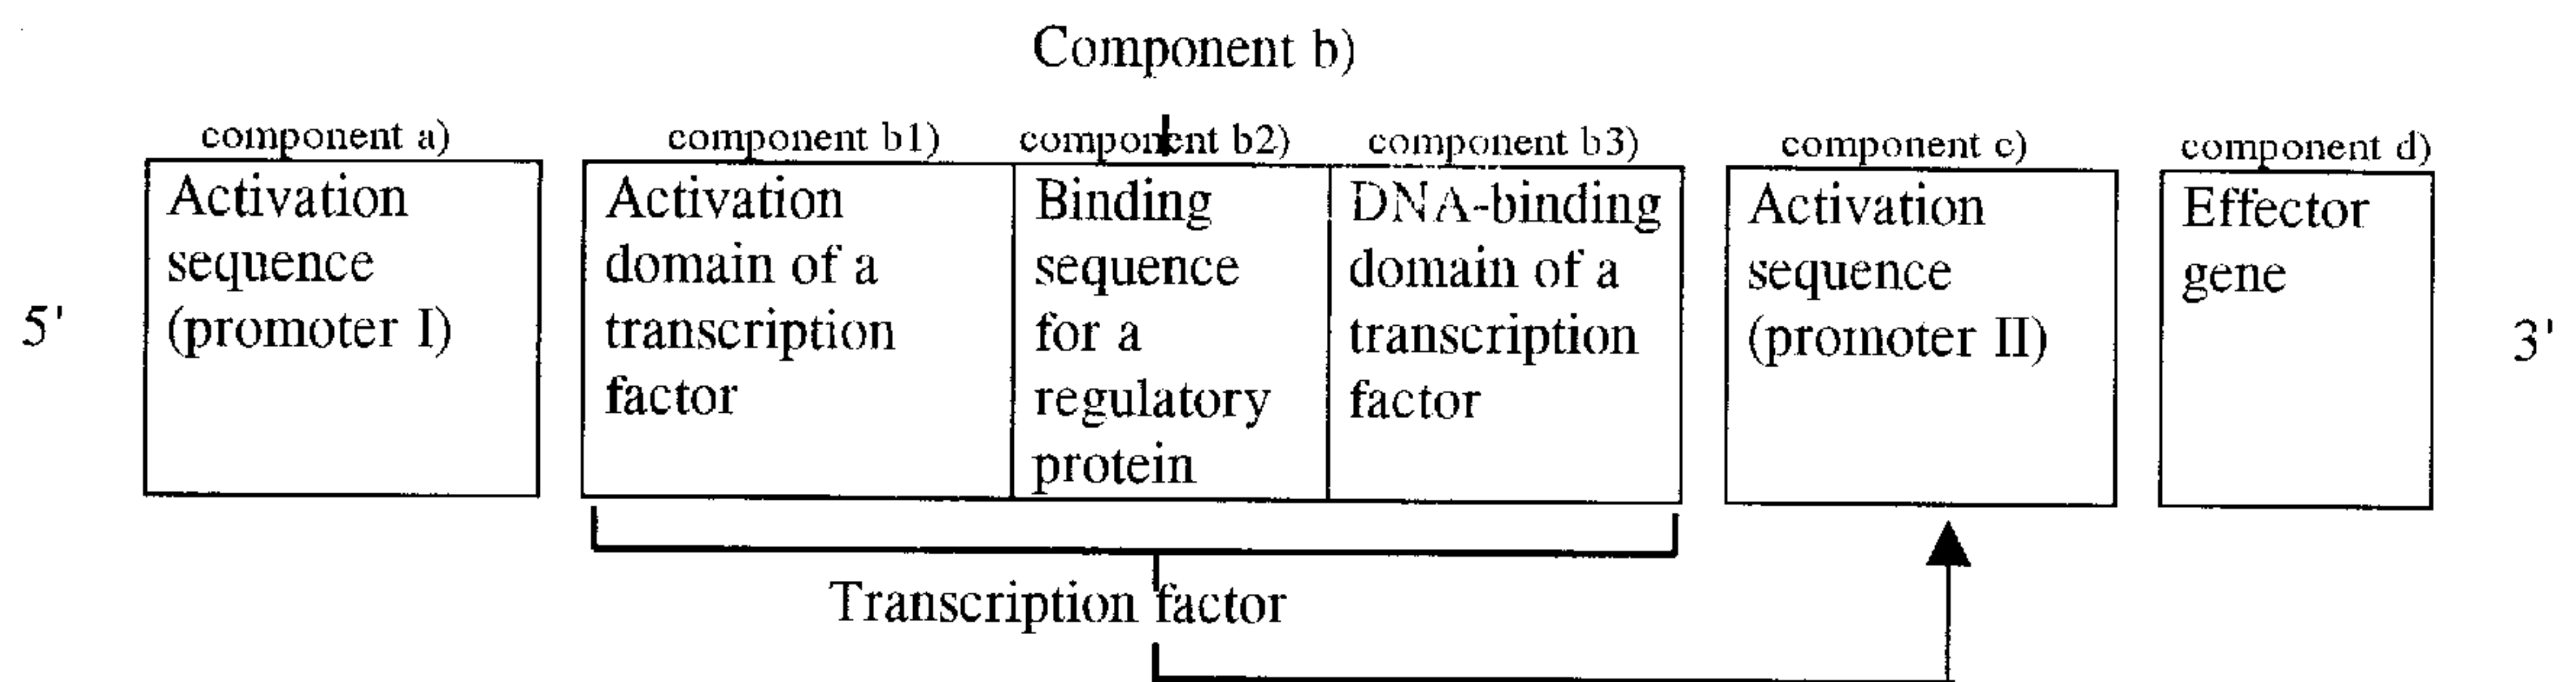 Component b)
component a)
component b1)
component b2)
component b3)
component c)
component d)
Activation
sequence
(promoter I)
Activation
domain of a
transcription
factor
Binding
sequence
for a
regulatory
protein
DNA-binding
domain of a
transcription
factor
Activation
sequence
(promoter II)
Effector
gene
5'
3'
Transcription factor